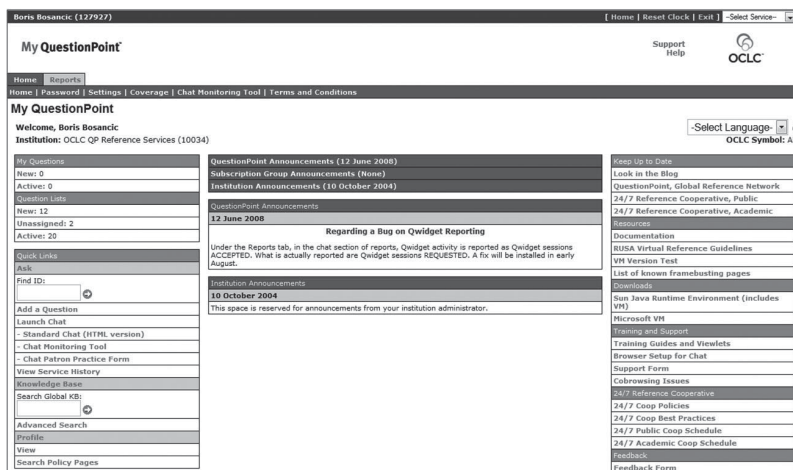 Boris Bosancic (127927)
[ Home | Reset Clock | Exit ] -Select Service-
My QuestionPoint
Support
Help
OCLC
Home Reports
Home | Password | Settings | Coverage | Chat Monitoring Tool | Terms and Conditions
My QuestionPoint
Welcome, Boris Bosancic
-Select Language-
Institution: OCLC QP Reference Services (10034)
OCLC Symbol: A
My Questions
New: 0
Active: 0
Question Lists
New: 12
Unassigned: 2
Active: 20
Quick Links
Ask
Find ID:
Add a Question
Launch Chat
- Standard Chat (HTML version)
- Chat Monitoring Tool
- Chat Patron Practice Form
View Service History
Knowledge Base
Search Global KB:
Advanced Search
Profile
View
Search Policy Pages
QuestionPoint Announcements (12 June 2008)
Subscription Group Announcements (None)
Institution Announcements (10 October 2004)
QuestionPoint Announcements
12 June 2008
Regarding a Bug on Qwidget Reporting
Under the Reports tab, in the chat section of reports, Qwidget activity is reported as Qwidget sessions
ACCEPTED. What is actually reported are Qwidget sessions REQUESTED. A fix will be installed in early
August.
Institution Announcements
10 October 2004
This space is reserved for announcements from your institution administrator.
Keep Up to Date
Look in the Blog
QuestionPoint, Global Reference Network
24/7 Reference Cooperative, Public
24/7 Reference Cooperative, Academic
Resources
Documentation
RUSA Virtual Reference Guidelines
VM Version Test
List of known framebusting pages
Downloads
Sun Java Runtime Environment (includes
VM)
Microsoft VM
Training and Support
Training Guides and Viewlets
Browser Setup for Chat
Support Form
Cobrowsing Issues
24/7 Reference Cooperative
24/7 Coop Policies
24/7 Coop Best Practices
24/7 Public Coop Schedule
24/7 Academic Coop Schedule
Feedback
Feedback Form